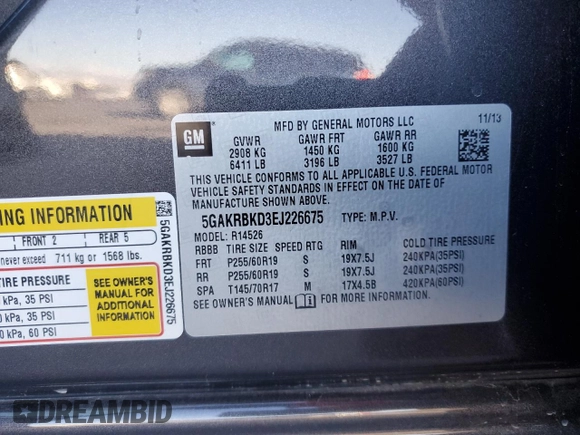 GM
MFD BY GENERAL MOTORS LLC 11/13
GVWR GAWR FRT GAWR RR
2908 KG 1450 KG 1600 KG
6411 LB 3196 LB 3527 LB
THIS VEHICLE CONFORMS TO ALL APPLICABLE U.S. FEDERAL MOTOR
VEHICLE SAFETY STANDARDS IN EFFECT ON THE DATE OF
MANUFACTURE SHOWN ABOVE.
5GAKRBKD3EJ226675 TYPE: M.P.V.
MODEL: R14526
RBBB TIRE SIZE SPEED RTG RIM COLD TIRE PRESSURE
FRT P255/60R19 S 19X7.5J 240KPA(35PSI)
RR P255/60R19 S 19X7.5J 240KPA(35PSI)
SPA T145/70R17 M 17X4.5B 420KPA(60PSI)
SEE OWNER'S MANUAL FOR MORE INFORMATION.
ING INFORMATION
FRONT 2 REAR 5
never exceed 711 kg or 1568 lbs.
TIRE PRESSURE
kPa, 35 PSI
0 kPa, 35 PSI
0 kPa, 60 PSI
SEE OWNER'S
MANUAL FOR
ADDITIONAL
INFORMATION
5GAKRBKD3EJ226675
DREAMBID